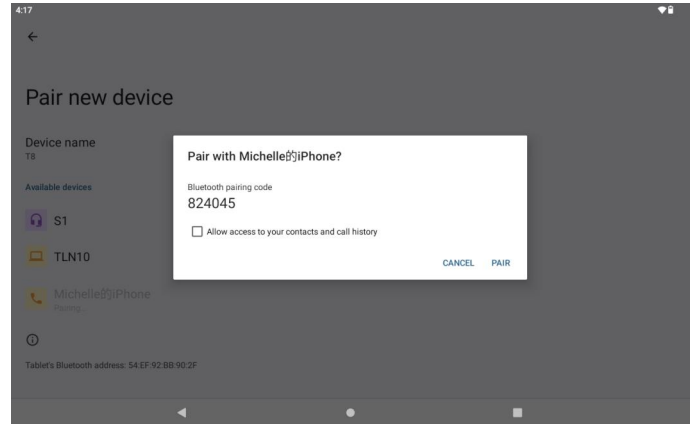 4:17
Pair new device
Device name
T8
Available devices
S1
TLN10
Michelle的iPhone
Pairing...
Tablet's Bluetooth address: 54:EF:92:BB:90:2F
Pair with Michelle的iPhone?
Bluetooth pairing code
824045
Allow access to your contacts and call history
CANCEL PAIR